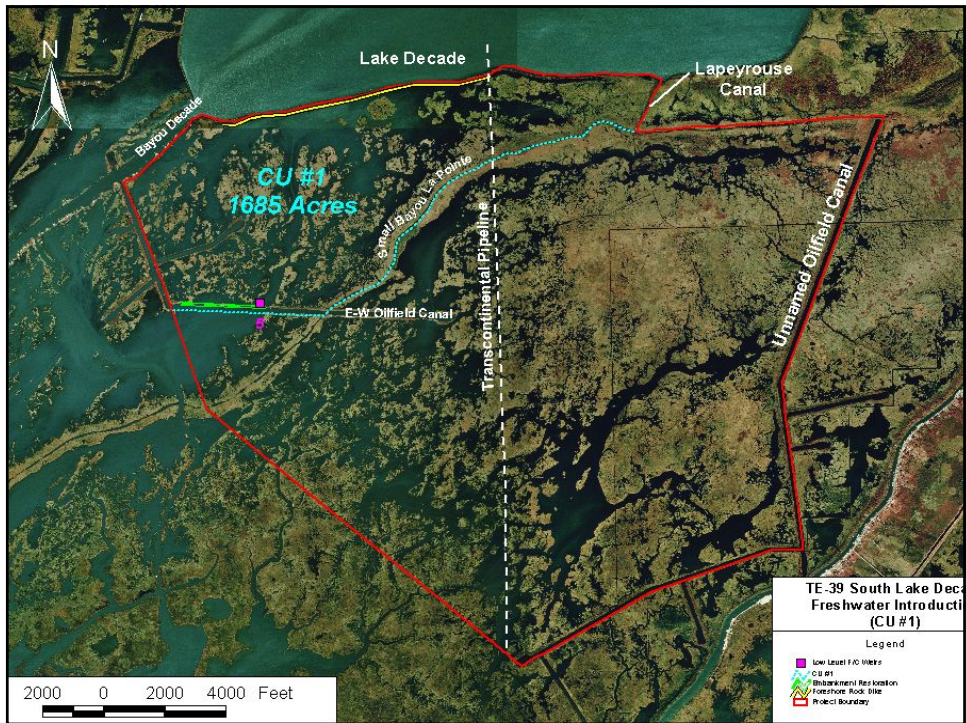 N
Lake Decade
Lapeyrouse
Canal
Bayou Decade
CU #1
1685 Acres
Small Bayou La Pointe
Unnamed Oilfield Canal
E-W Oilfield Canal
Transcontinental Pipeline
2000 0 2000 4000 Feet
TE-39 South Lake Deca
Freshwater Introducti
(CU #1)
Legend
Low Level F/C Weirs
CU #1
Embankment Restoration
Foreshore Rock Dike
Project Boundary